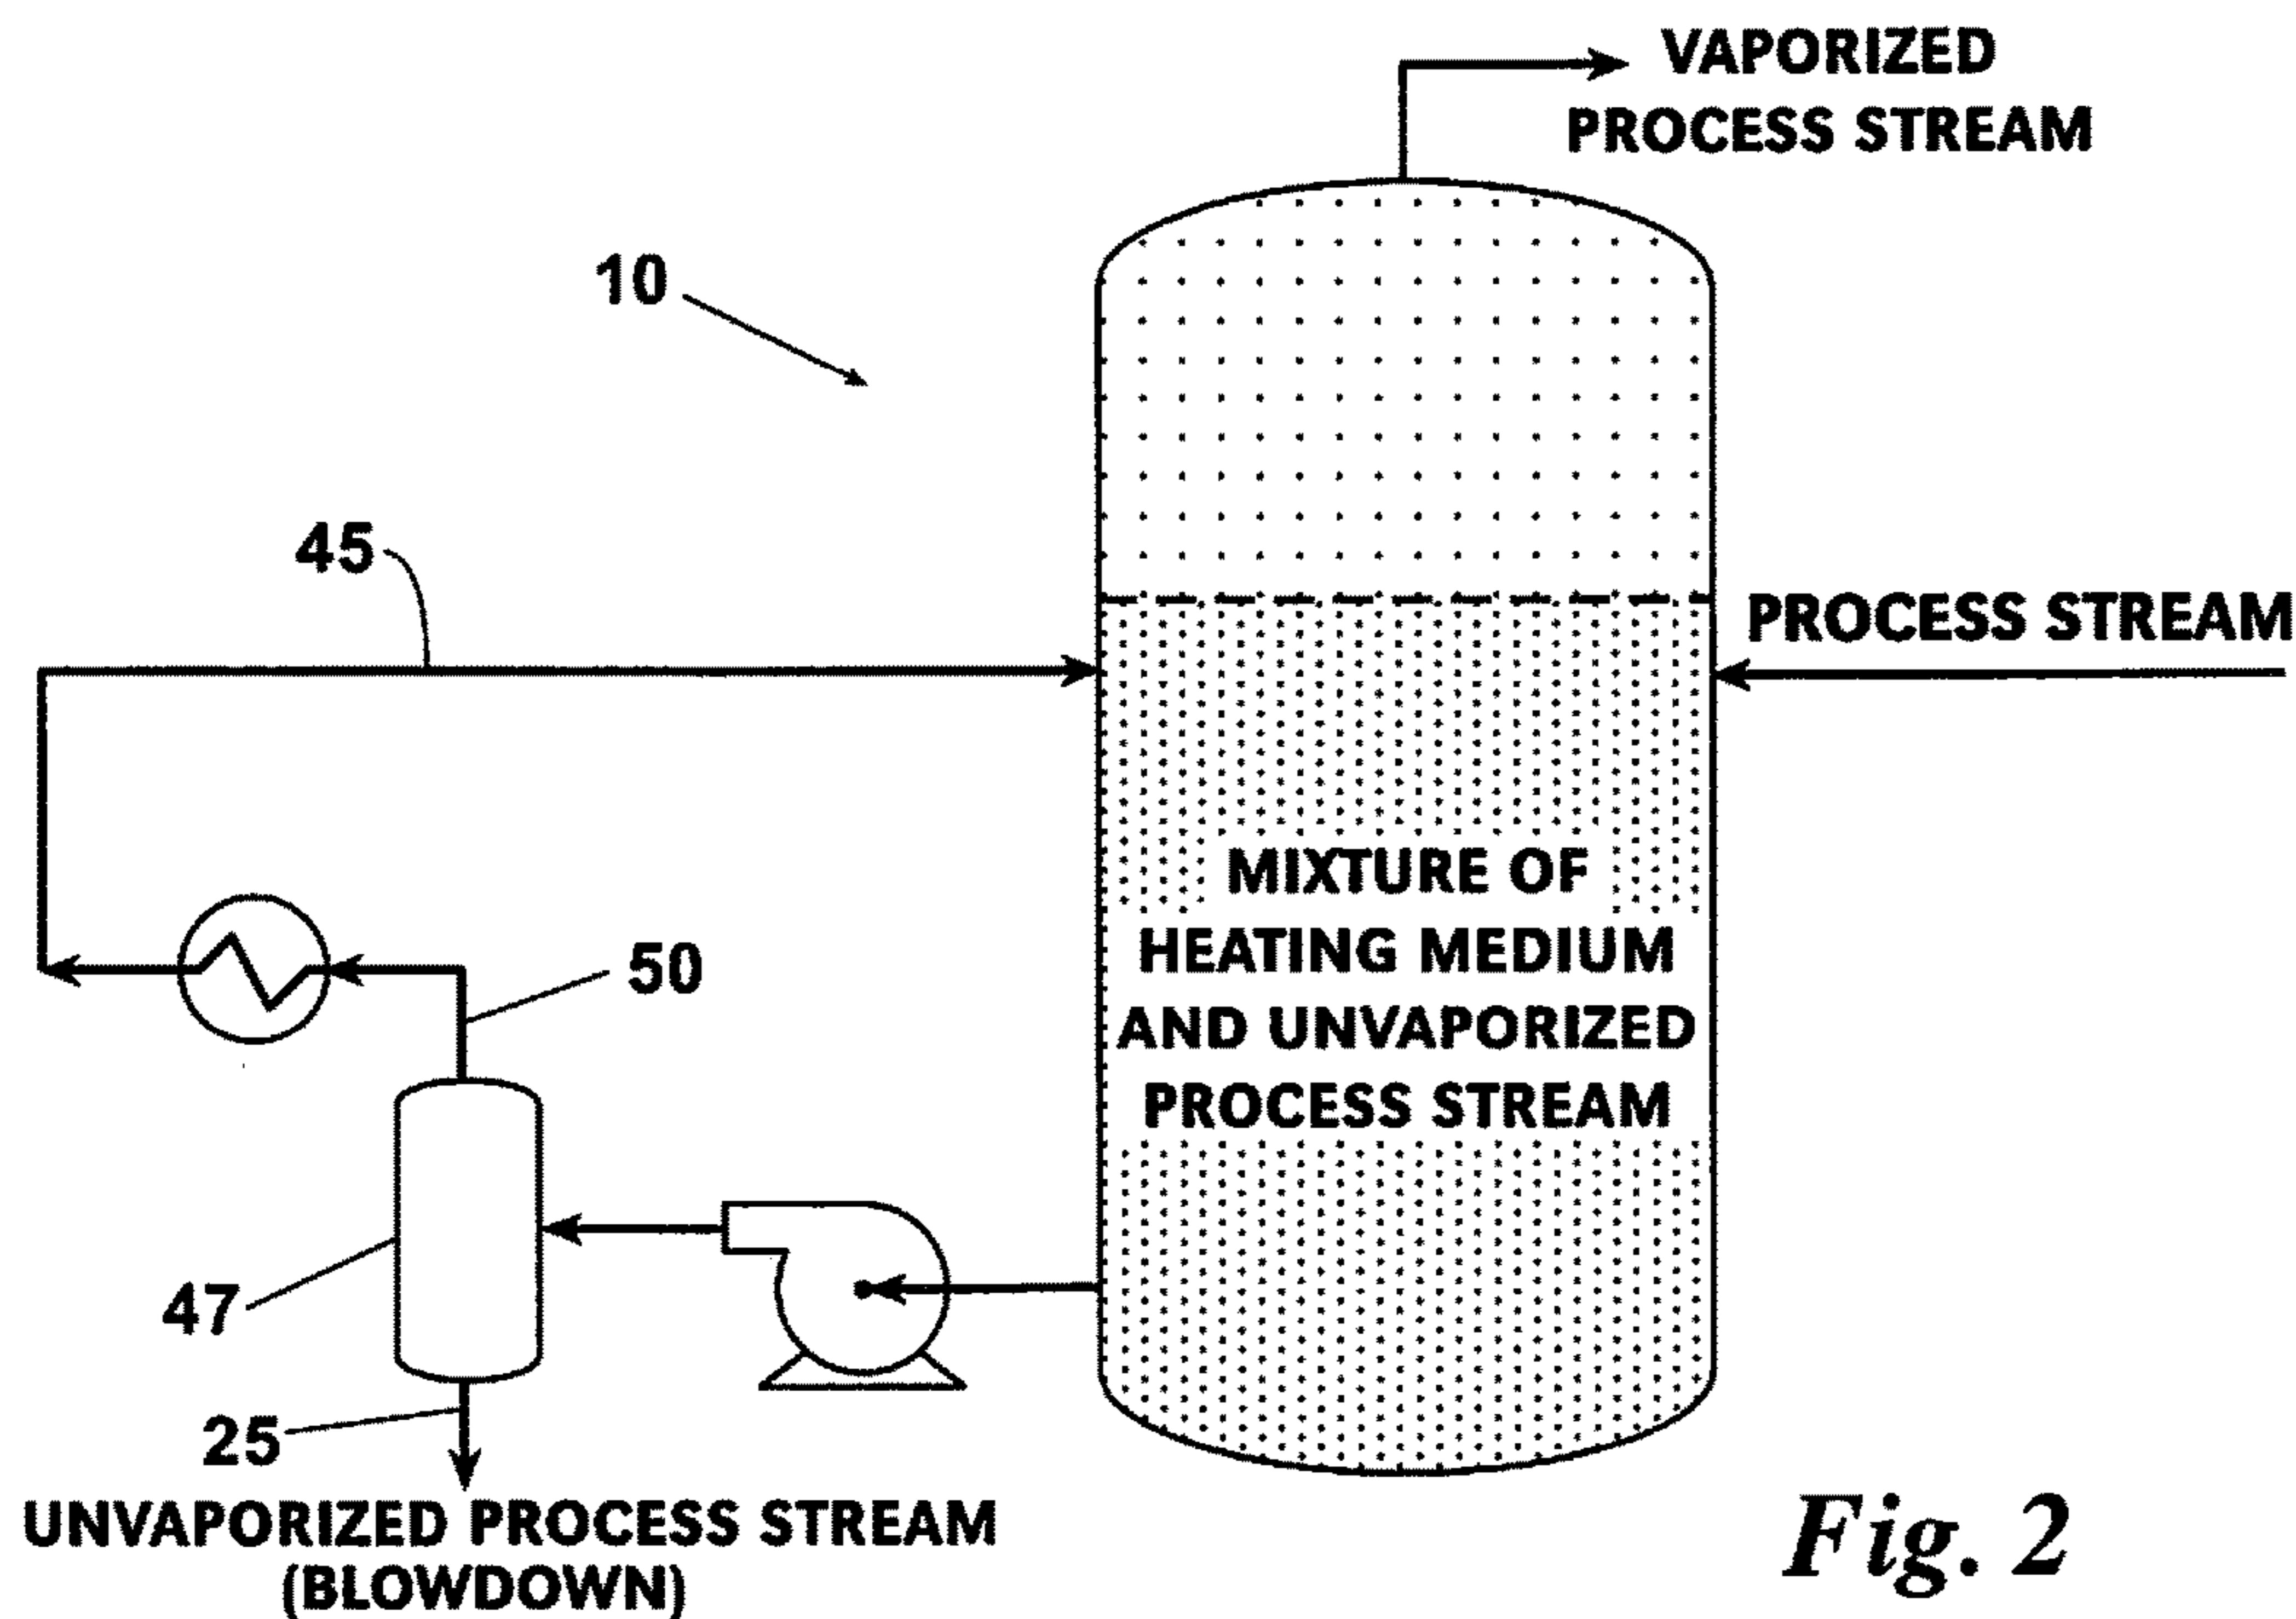 VAPORIZED
PROCESS STREAM
10
45
PROCESS STREAM
MIXTURE OF
HEATING MEDIUM
AND UNVAPORIZED
PROCESS STREAM
50
47
25
UNVAPORIZED PROCESS STREAM
(BLOWDOWN)
Fig. 2